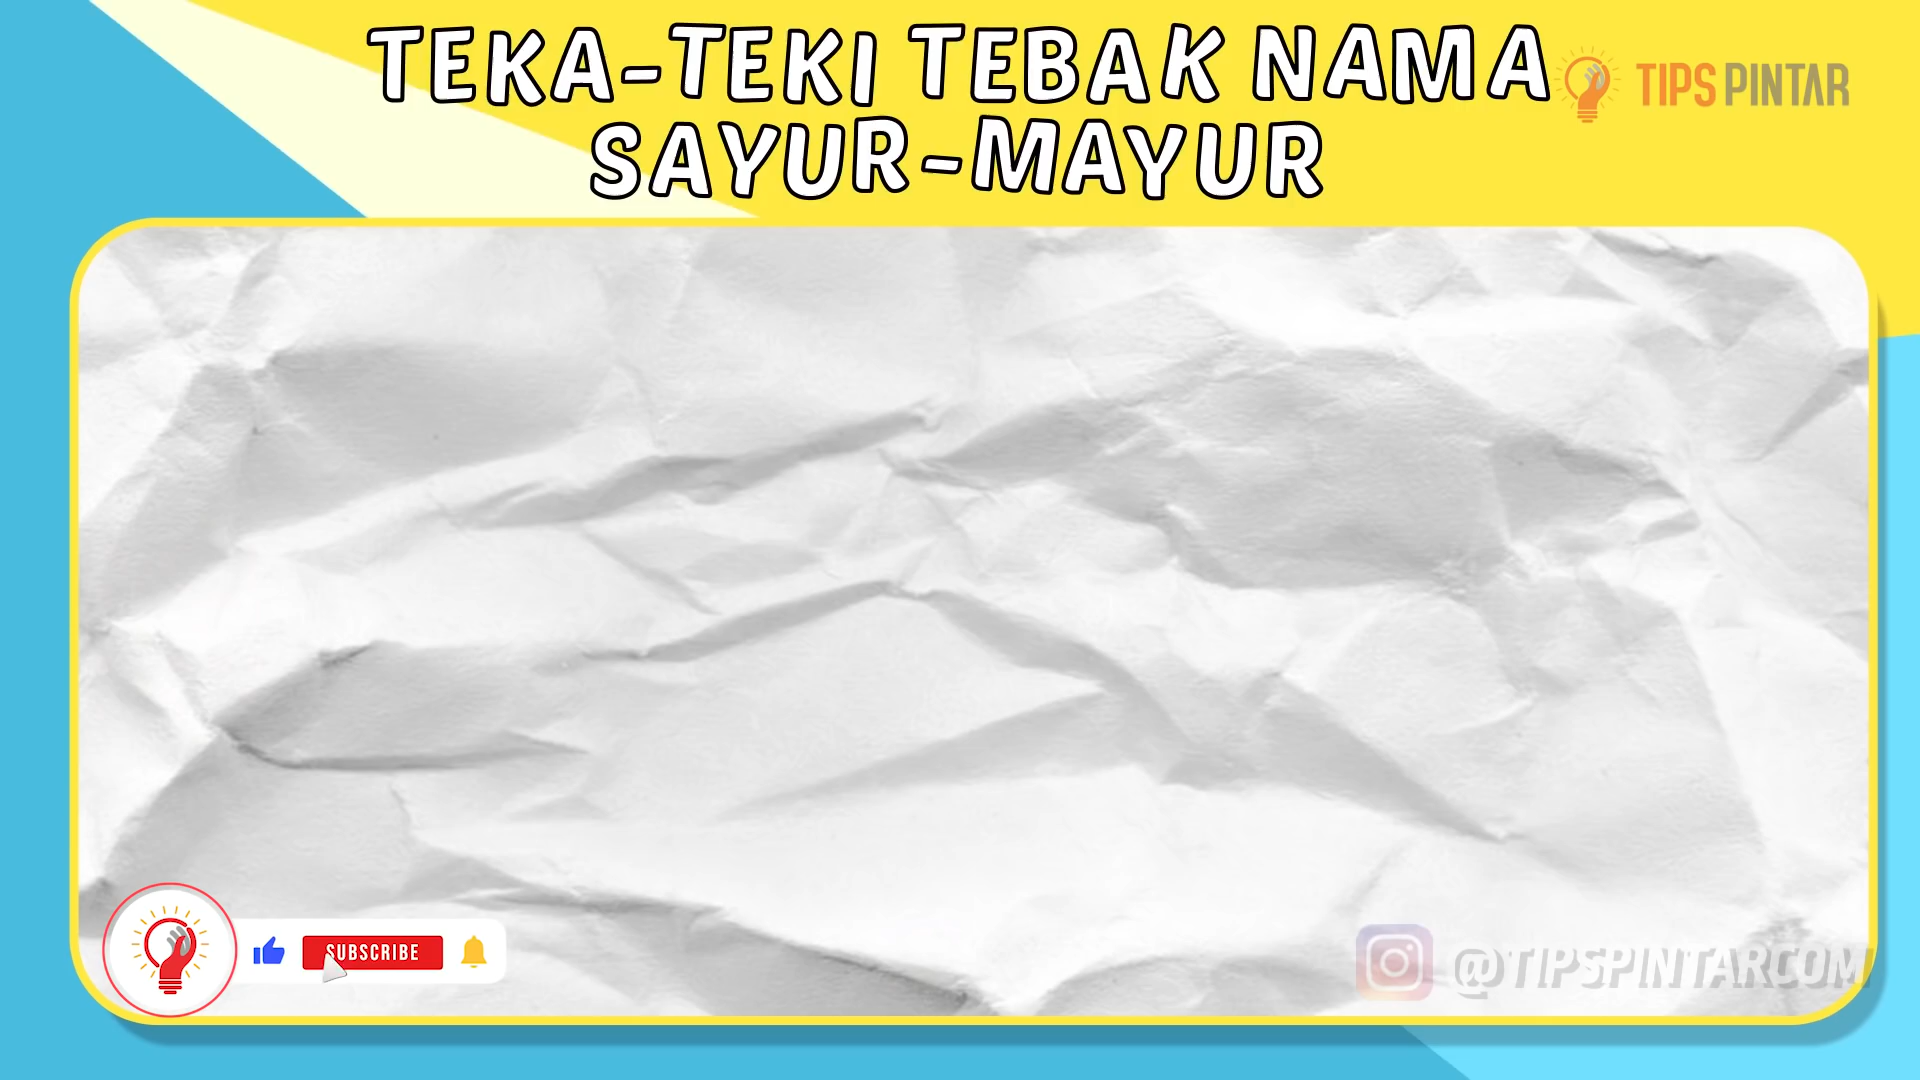 TEKA-TEKI TEBAK NAMA
SAYUR-MAYUR
TIPS PINTAR
SUBSCRIBE
@TIPSPINTARCOM